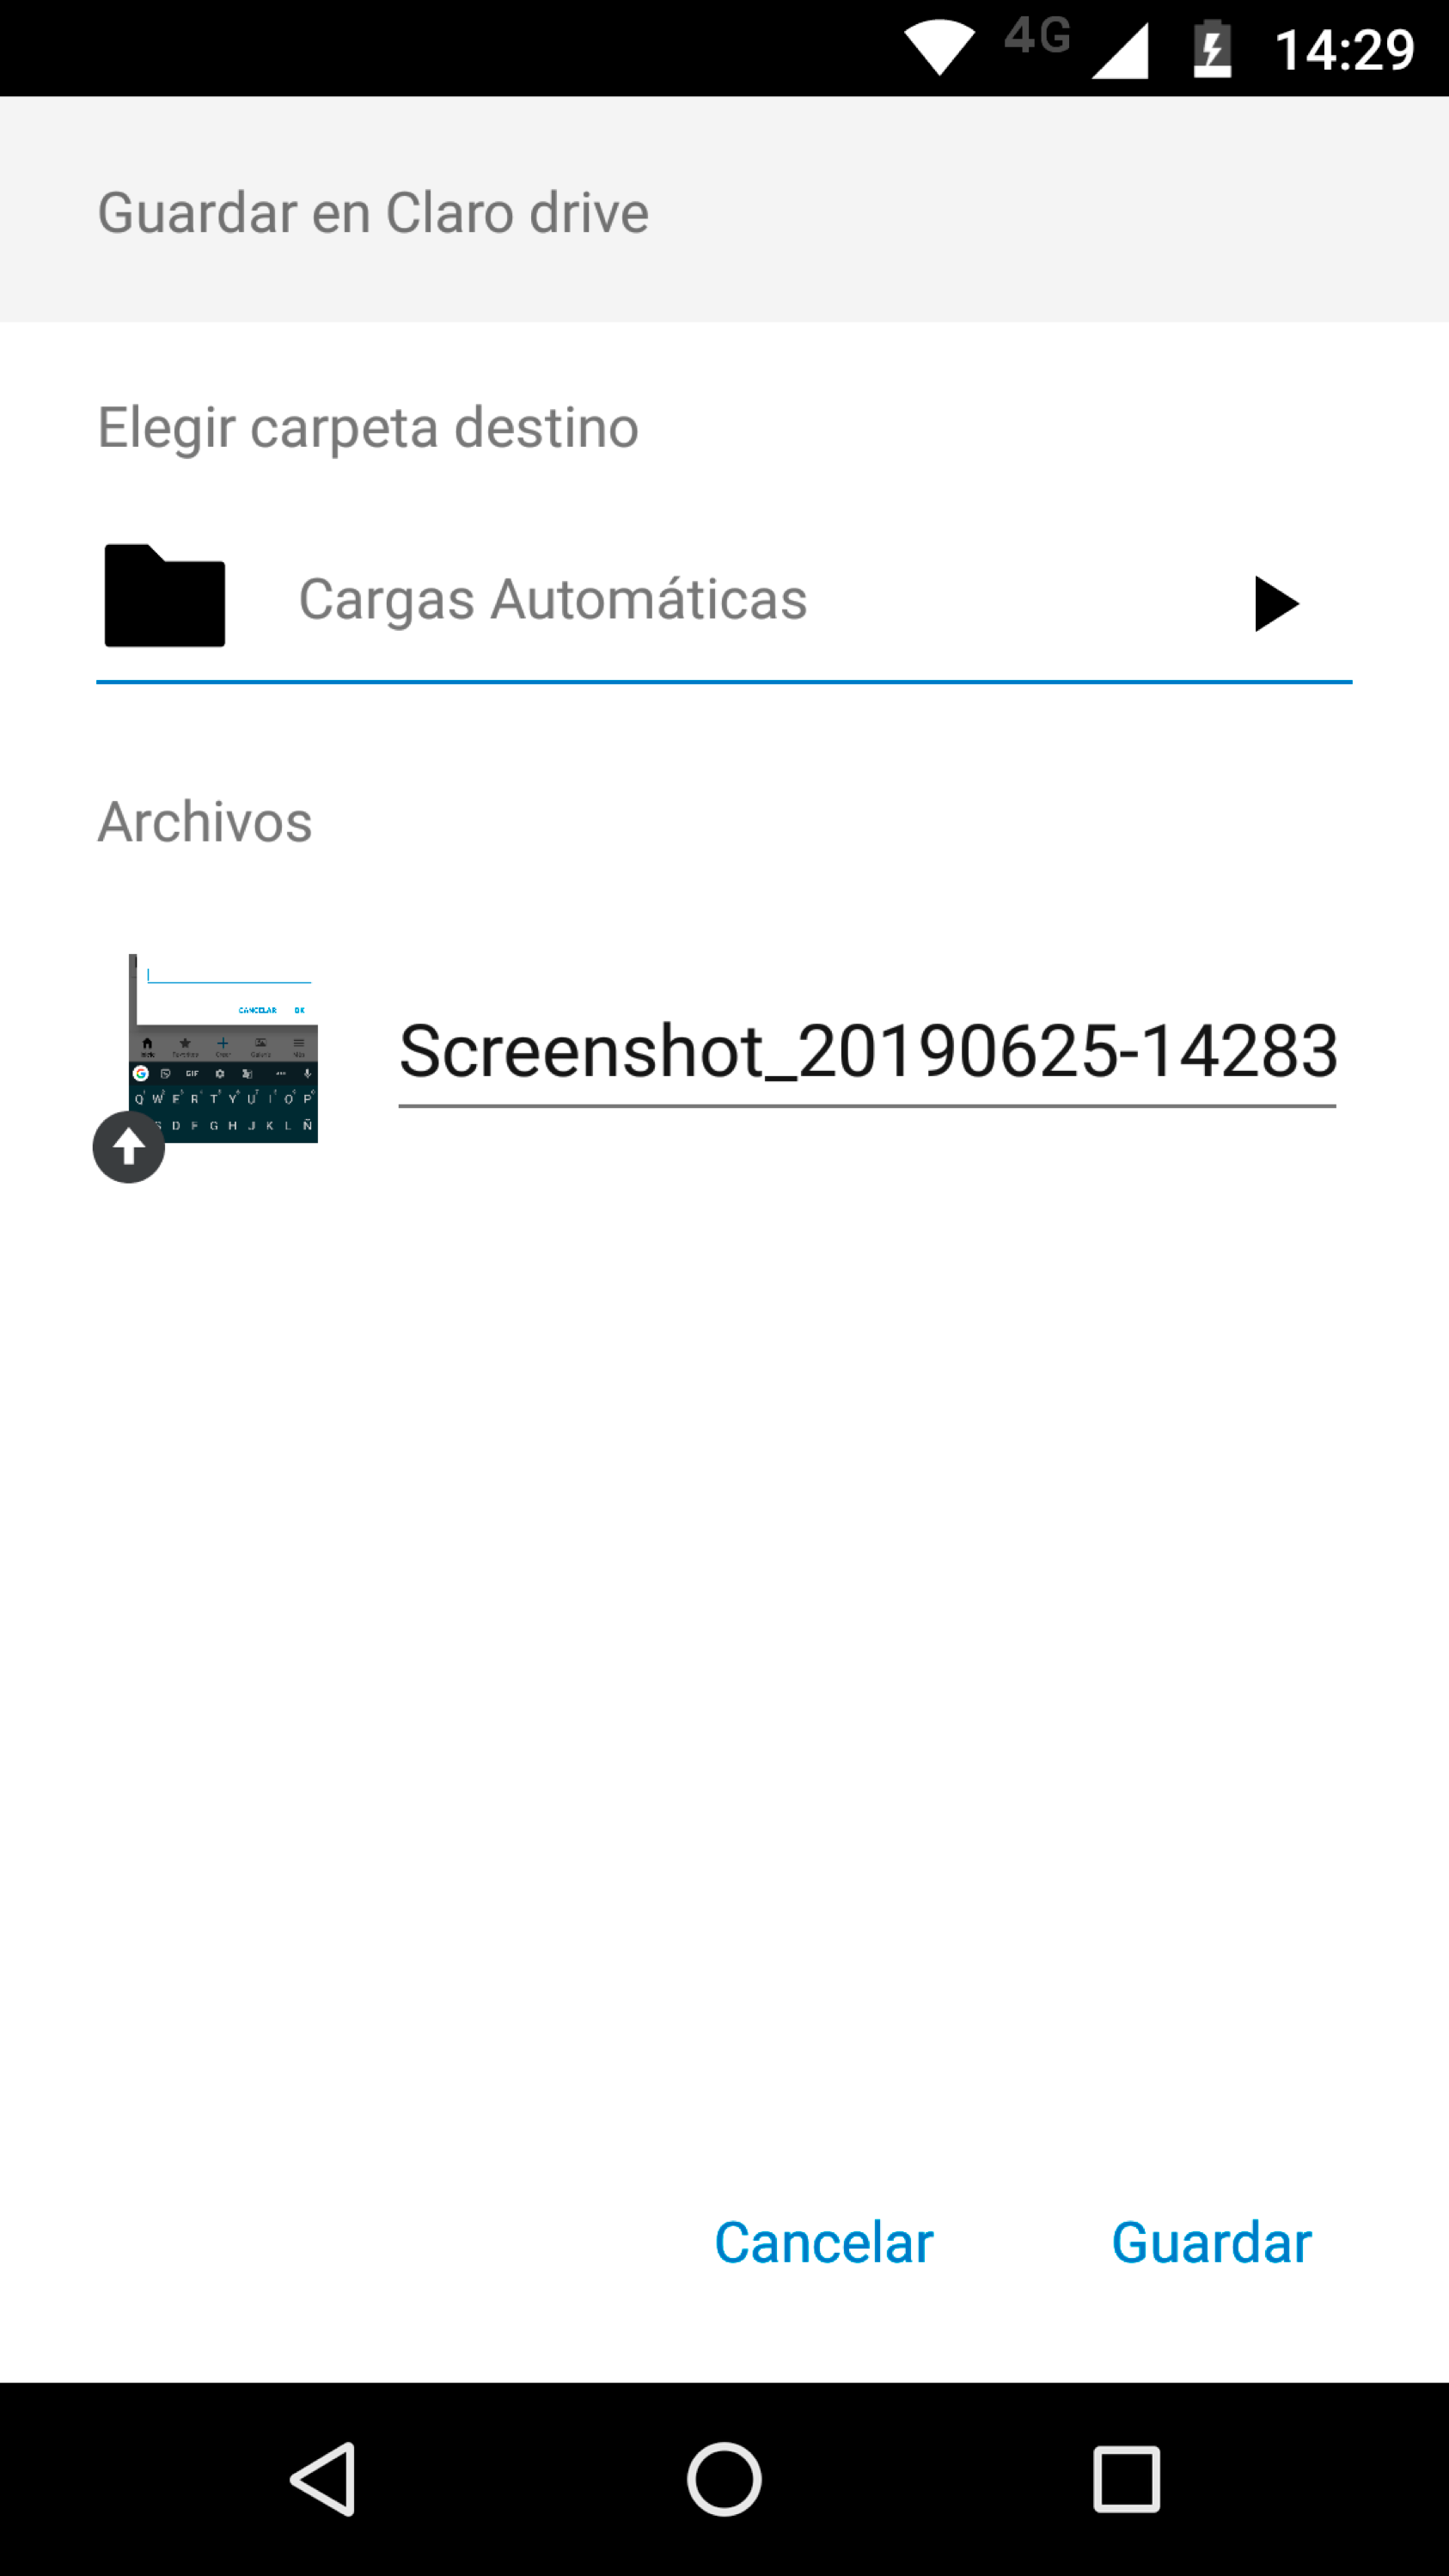 4G 14:29
Guardar en Claro drive
Elegir carpeta destino
Cargas Automáticas
Archivos
CANCELAR OK
GIF
Q W E R T Y U I O P
S D F G H J K L Ñ
Screenshot_20190625-14283
Cancelar Guardar